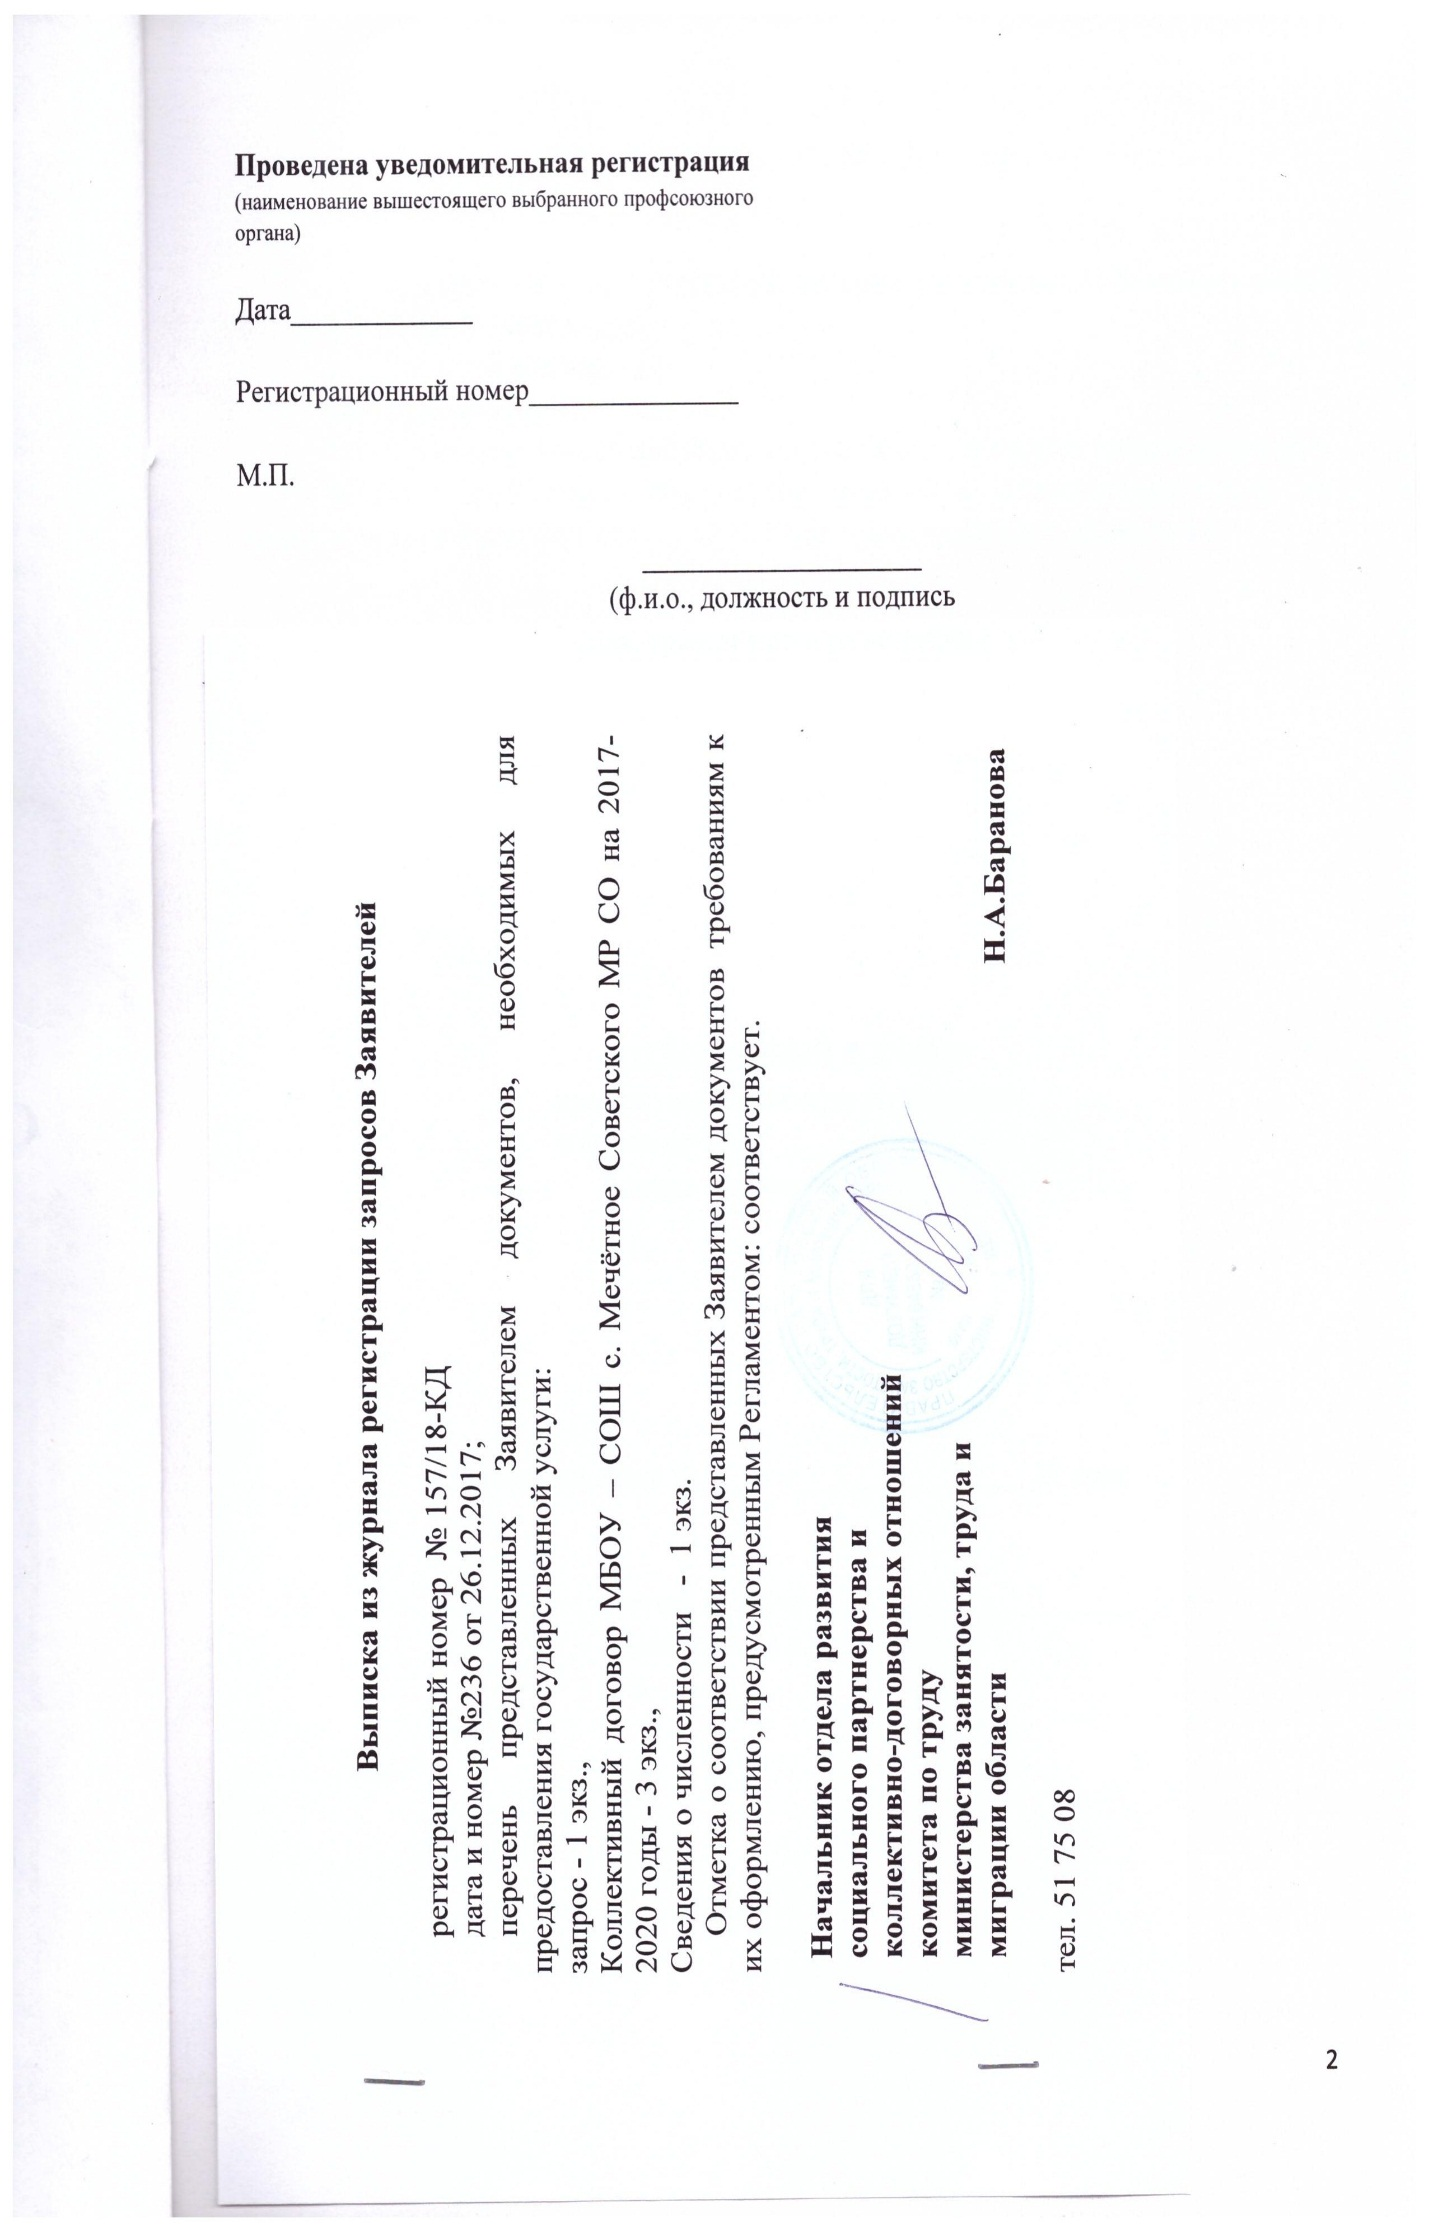 Проведена уведомительная регистрация
(наименование вышестоящего выбранного профсоюзного
органа)
Дата_____________
Регистрационный номер_______________
М.П.
____________________
(ф.и.о., должность и подпись
Выписка из журнала регистрации запросов Заявителей
регистрационный номер № 157/18-КД
дата и номер №236 от 26.12.2017;
перечень представленных Заявителем документов, необходимых для
предоставления государственной услуги:
запрос - 1 экз.,
Коллективный договор МБОУ – СОШ с. Мечётное Советского МР СО на 2017-
2020 годы - 3 экз.,
Сведения о численности - 1 экз.
Отметка о соответствии представленных Заявителем документов требованиям к
их оформлению, предусмотренным Регламентом: соответствует.
Начальник отдела развития
социального партнерства и
коллективно-договорных отношений
комитета по труду
министерства занятости, труда и
миграции области
Н.А.Баранова
тел. 51 75 08
2